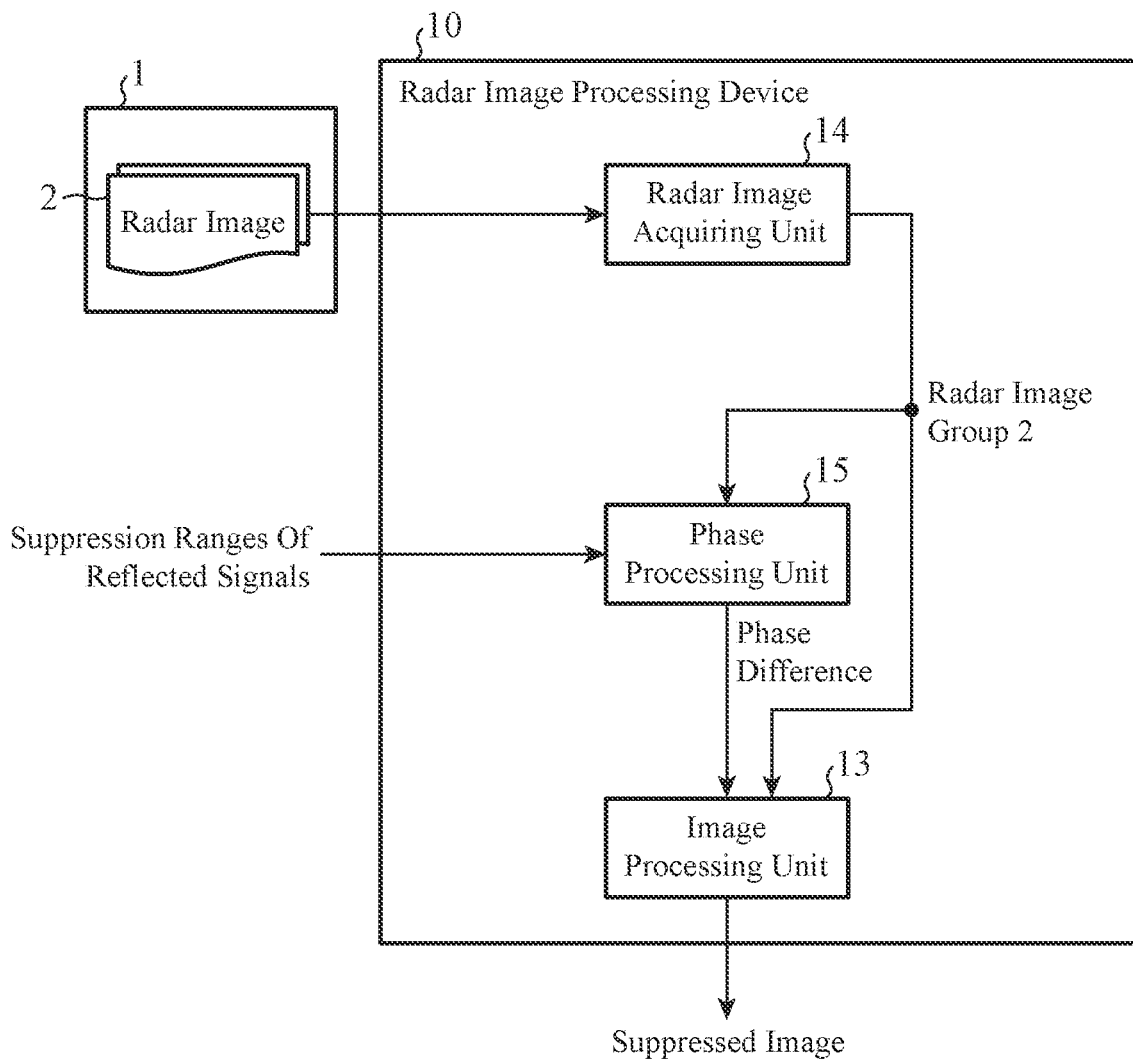 10
1
Radar Image Processing Device
14
2
Radar Image
Radar Image
Acquiring Unit
Radar Image
Group 2
15
Suppression Ranges Of
Reflected Signals
Phase
Processing Unit
Phase
Difference
13
Image
Processing Unit
Suppressed Image